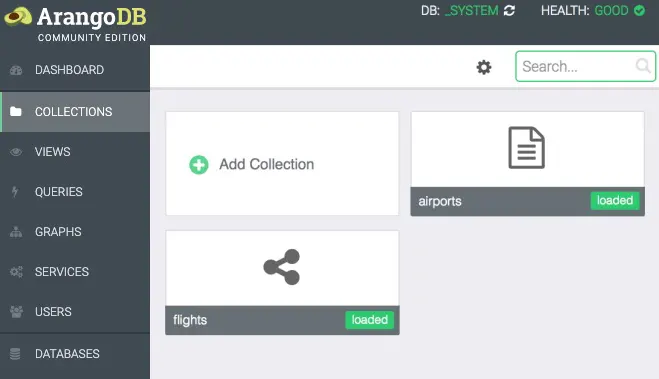 ArangoDB
COMMUNITY EDITION
DB: _SYSTEM
HEALTH: GOOD
DASHBOARD
COLLECTIONS
VIEWS
QUERIES
GRAPHS
SERVICES
USERS
DATABASES
Search...
Add Collection
airports
loaded
flights
loaded